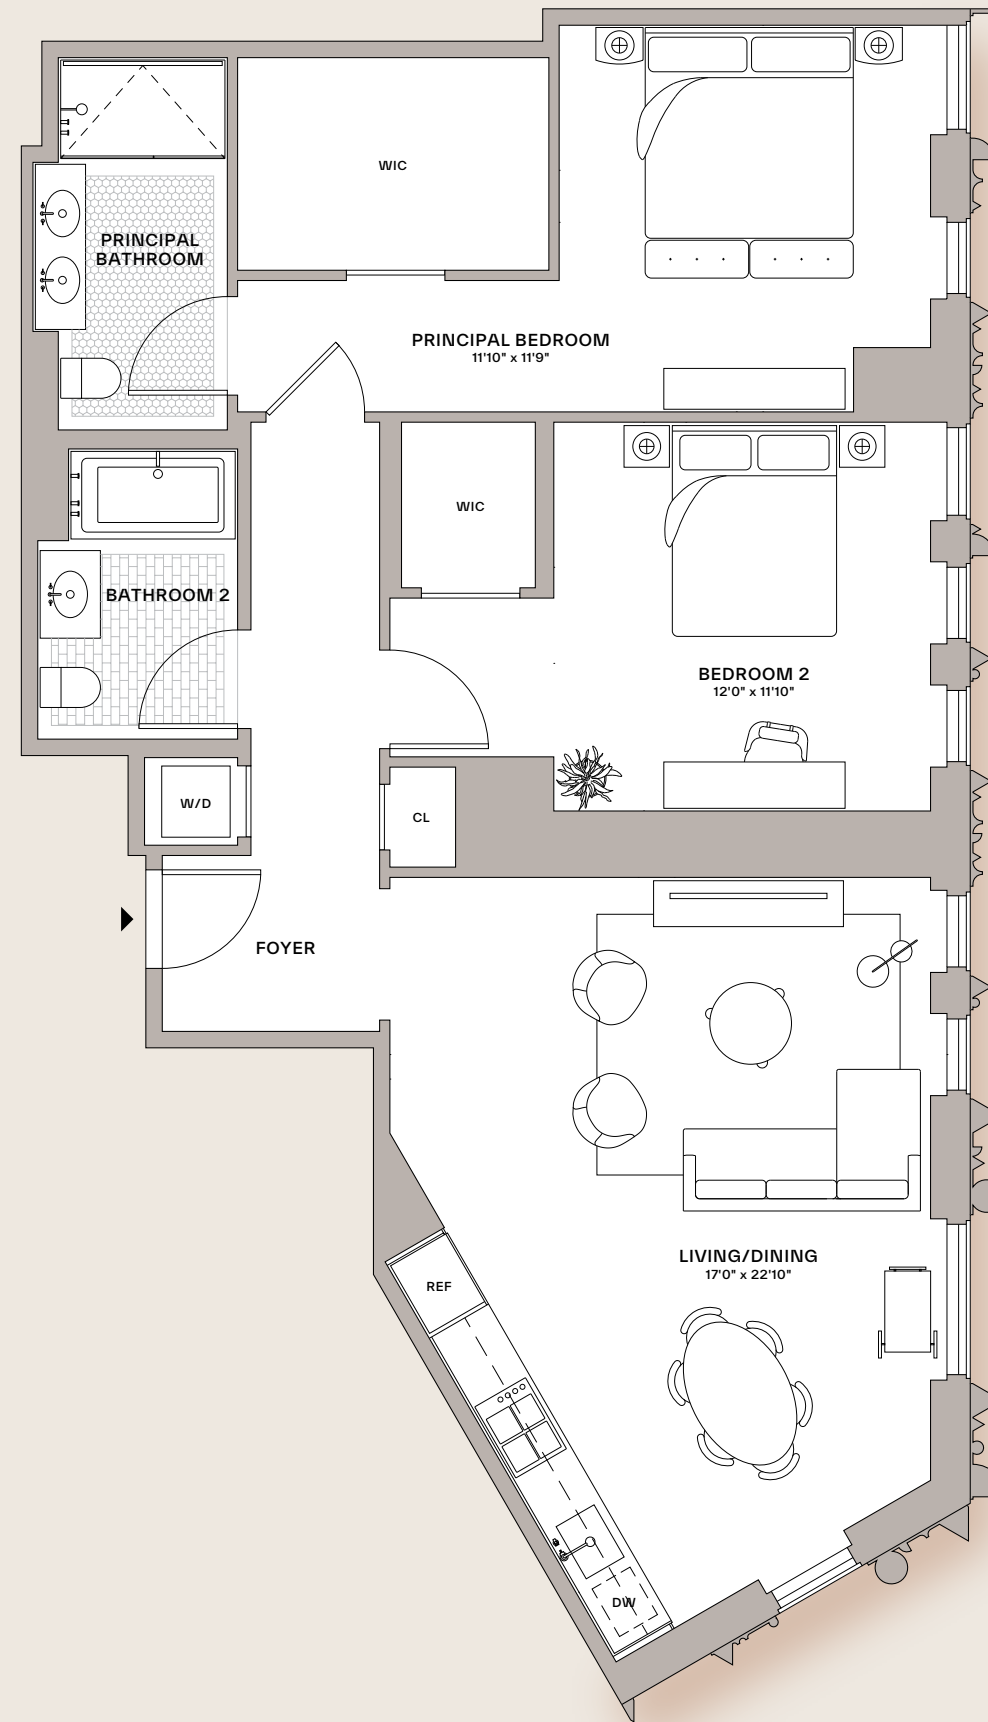 WIC
PRINCIPAL
BATHROOM
PRINCIPAL BEDROOM
11'10" x 11'9"
WIC
BATHROOM 2
BEDROOM 2
12'0" x 11'10"
W/D
CL
FOYER
LIVING/DINING
17'0" x 22'10"
REF
DW